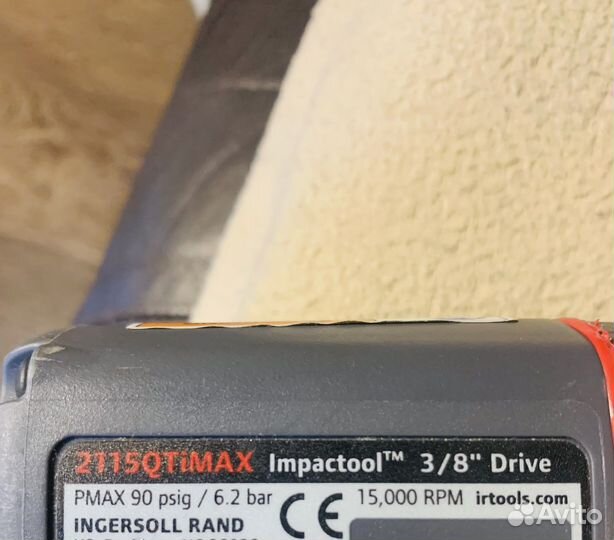 2115QTiMAX Impactool™ 3/8" Drive
PMAX 90 psig / 6.2 bar CE 15,000 RPM irtools.com
INGERSOLL RAND
Avito